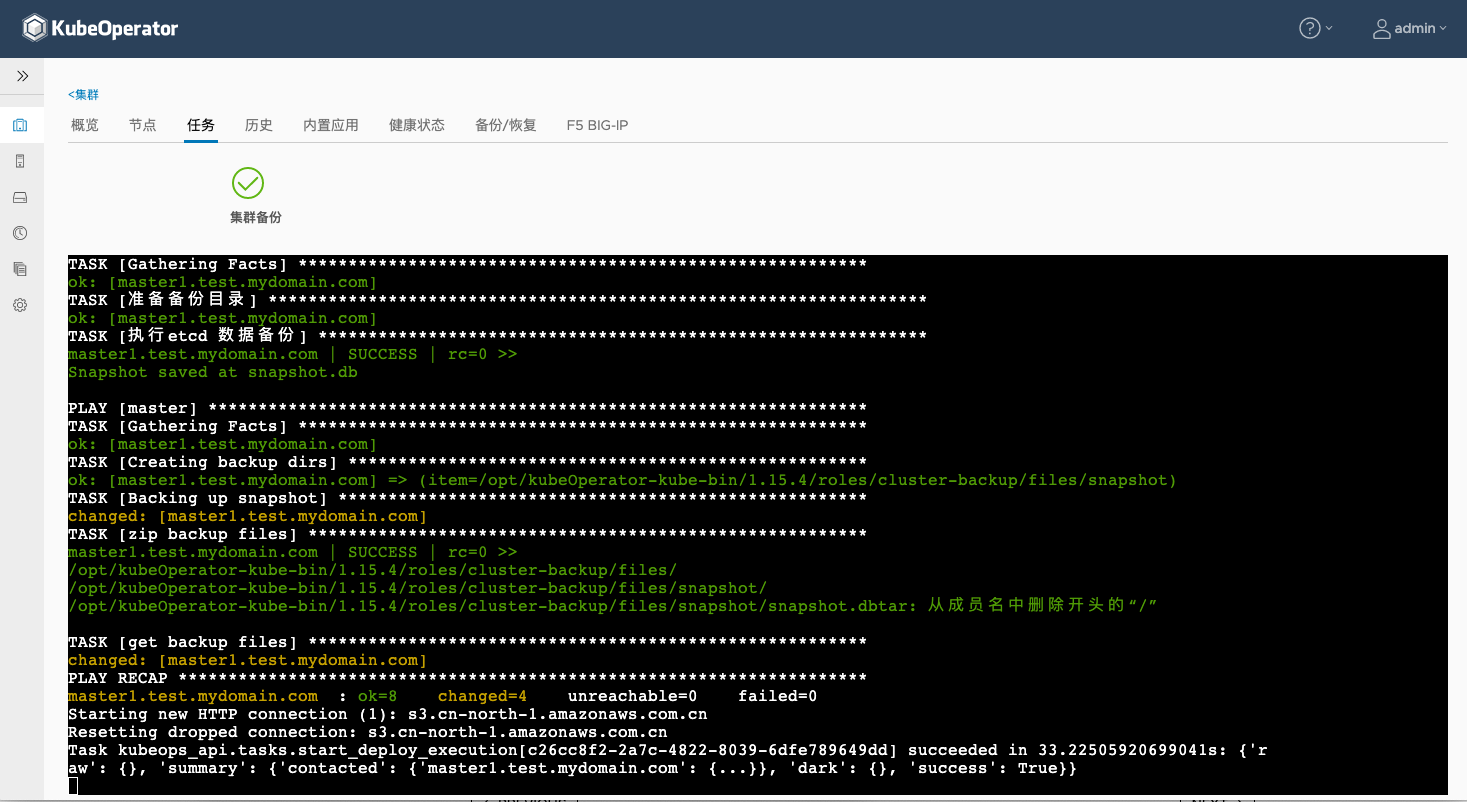 KubeOperator
admin
<集群
概览 节点 任务 历史 内置应用 健康状态 备份/恢复 F5 BIG-IP
集群备份
TASK [Gathering Facts] *********************************************************
ok: [master1.test.mydomain.com]
TASK [准备备份目录] ******************************************************************
ok: [master1.test.mydomain.com]
TASK [执行etcd 数据备份] *************************************************************
master1.test.mydomain.com | SUCCESS | rc=0 >>
Snapshot saved at snapshot.db
PLAY [master] ******************************************************************
TASK [Gathering Facts] *********************************************************
ok: [master1.test.mydomain.com]
TASK [Creating backup dirs] ****************************************************
ok: [master1.test.mydomain.com] => (item=/opt/kubeOperator-kube-bin/1.15.4/roles/cluster-backup/files/snapshot)
TASK [Backing up snapshot] *****************************************************
changed: [master1.test.mydomain.com]
TASK [zip backup files] ********************************************************
master1.test.mydomain.com | SUCCESS | rc=0 >>
/opt/kubeOperator-kube-bin/1.15.4/roles/cluster-backup/files/
/opt/kubeOperator-kube-bin/1.15.4/roles/cluster-backup/files/snapshot/
/opt/kubeOperator-kube-bin/1.15.4/roles/cluster-backup/files/snapshot/snapshot.dbtar: 从成员名中删除开头的“/”
TASK [get backup files] ********************************************************
changed: [master1.test.mydomain.com]
PLAY RECAP *********************************************************************
master1.test.mydomain.com : ok=8 changed=4 unreachable=0 failed=0
Starting new HTTP connection (1): s3.cn-north-1.amazonaws.com.cn
Resetting dropped connection: s3.cn-north-1.amazonaws.com.cn
Task kubeops_api.tasks.start_deploy_execution[c26cc8f2-2a7c-4822-8039-6dfe789649dd] succeeded in 33.22505920699041s: {'r
aw': {}, 'summary': {'contacted': {'master1.test.mydomain.com': {...}}, 'dark': {}, 'success': True}}